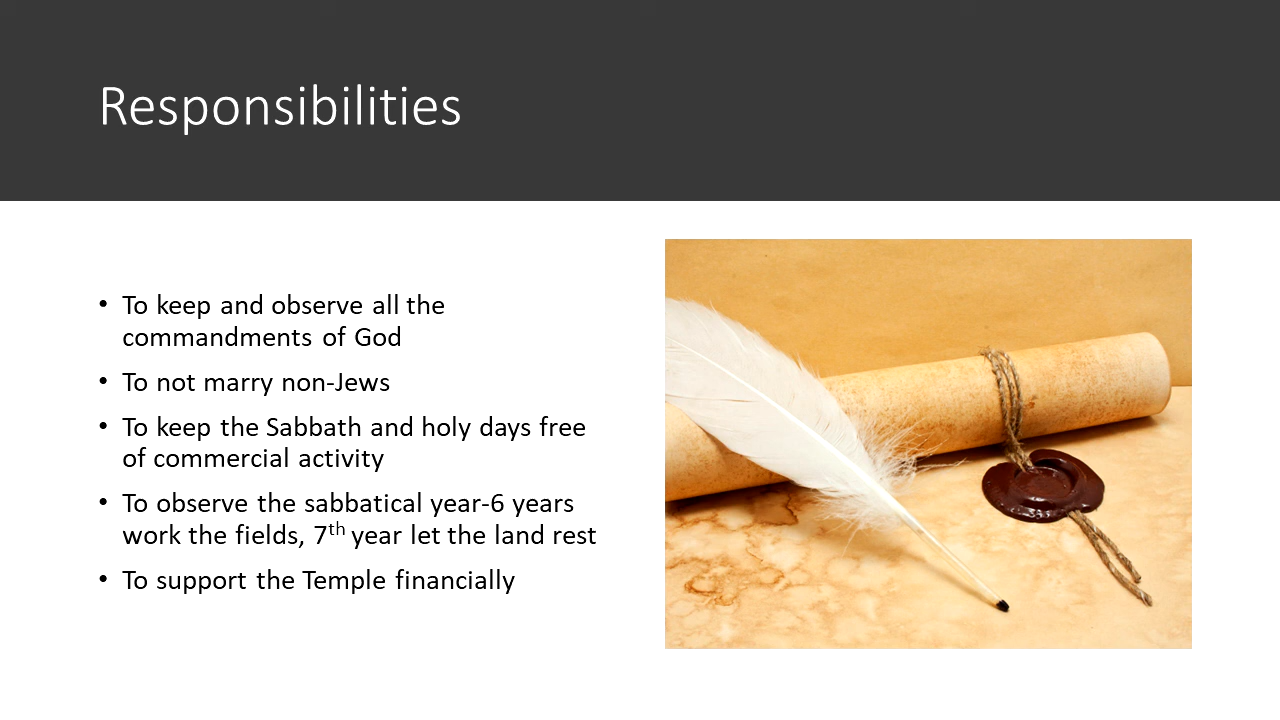 Responsibilities
• To keep and observe all the
commandments of God
• To not marry non-Jews
• To keep the Sabbath and holy days free
of commercial activity
• To observe the sabbatical year-6 years
work the fields, 7th year let the land rest
• To support the Temple financially